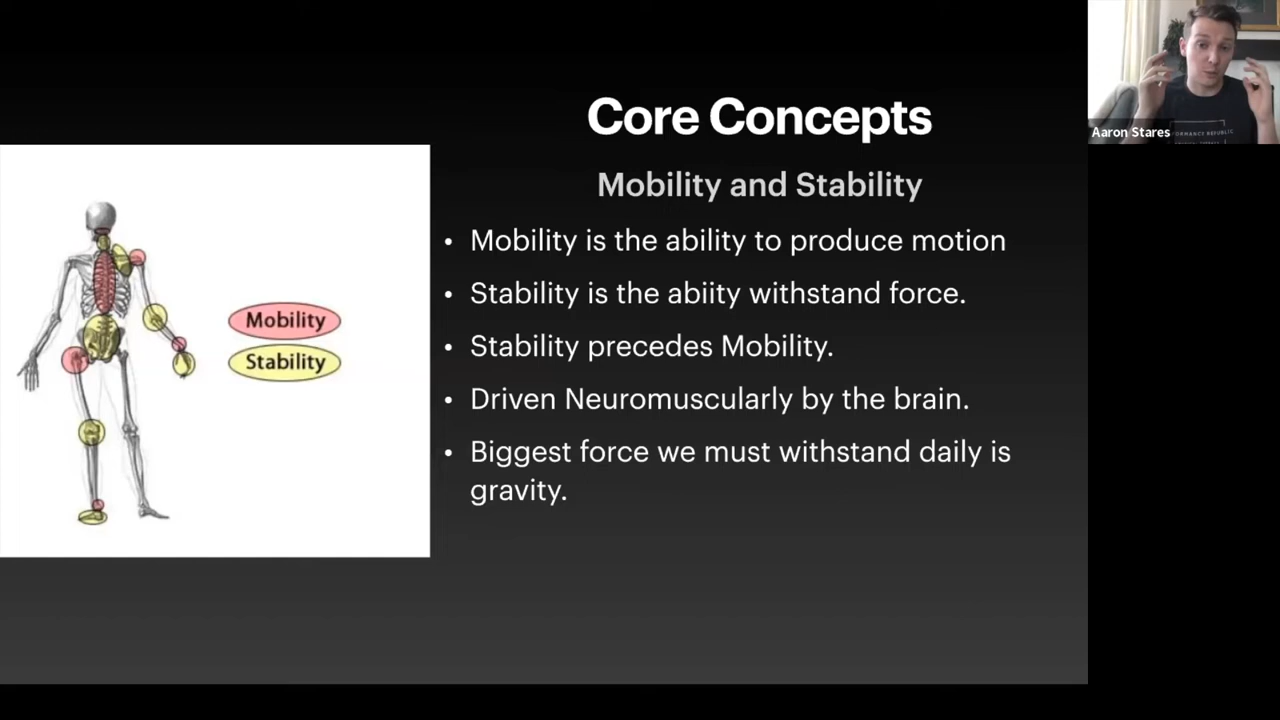 Core Concepts
Mobility and Stability
• Mobility is the ability to produce motion
• Stability is the abiity withstand force.
• Stability precedes Mobility.
• Driven Neuromuscularly by the brain.
• Biggest force we must withstand daily is
gravity.
Mobility
Stability
Aaron Stares